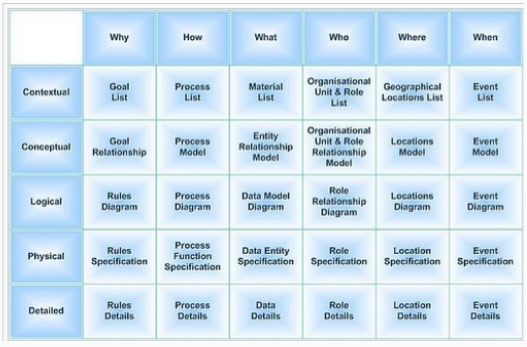 Why How What Who Where When
Contextual
Goal
List
Process
List
Material
List
Organisational
Unit & Role
List
Geographical
Locations List
Event
List
Conceptual
Goal
Relationship
Process
Model
Entity
Relationship
Model
Organisational
Unit & Role
Relationship
Model
Locations
Model
Event
Model
Logical
Rules
Diagram
Process
Diagram
Data Model
Diagram
Role
Relationship
Diagram
Locations
Diagram
Event
Diagram
Physical
Rules
Specification
Process
Function
Specification
Data Entity
Specification
Role
Specification
Location
Specification
Event
Specification
Detailed
Rules
Details
Process
Details
Data
Details
Role
Details
Location
Details
Event
Details